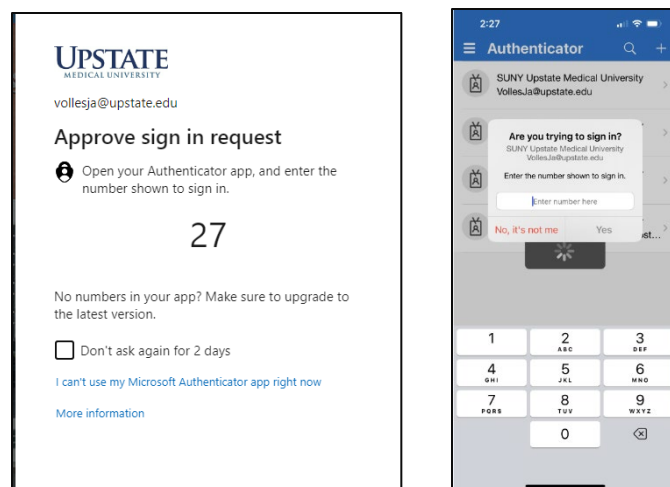 UPSTATE
MEDICAL UNIVERSITY
vollesja@upstate.edu
Approve sign in request
Open your Authenticator app, and enter the
number shown to sign in.
27
No numbers in your app? Make sure to upgrade to
the latest version.
Don't ask again for 2 days
I can't use my Microsoft Authenticator app right now
More information
2:27
Authenticator
SUNY Upstate Medical University
VollesJa@upstate.edu
Are you trying to sign in?
SUNY Upstate Medical University
VollesJa@upstate.edu
Enter the number shown to sign in.
Enter number here
No, it's not me Yes
st...
1 2 3
ABC DEF
4 5 6
GHI JKL MNO
7 8 9
PQRS TUV WXYZ
0